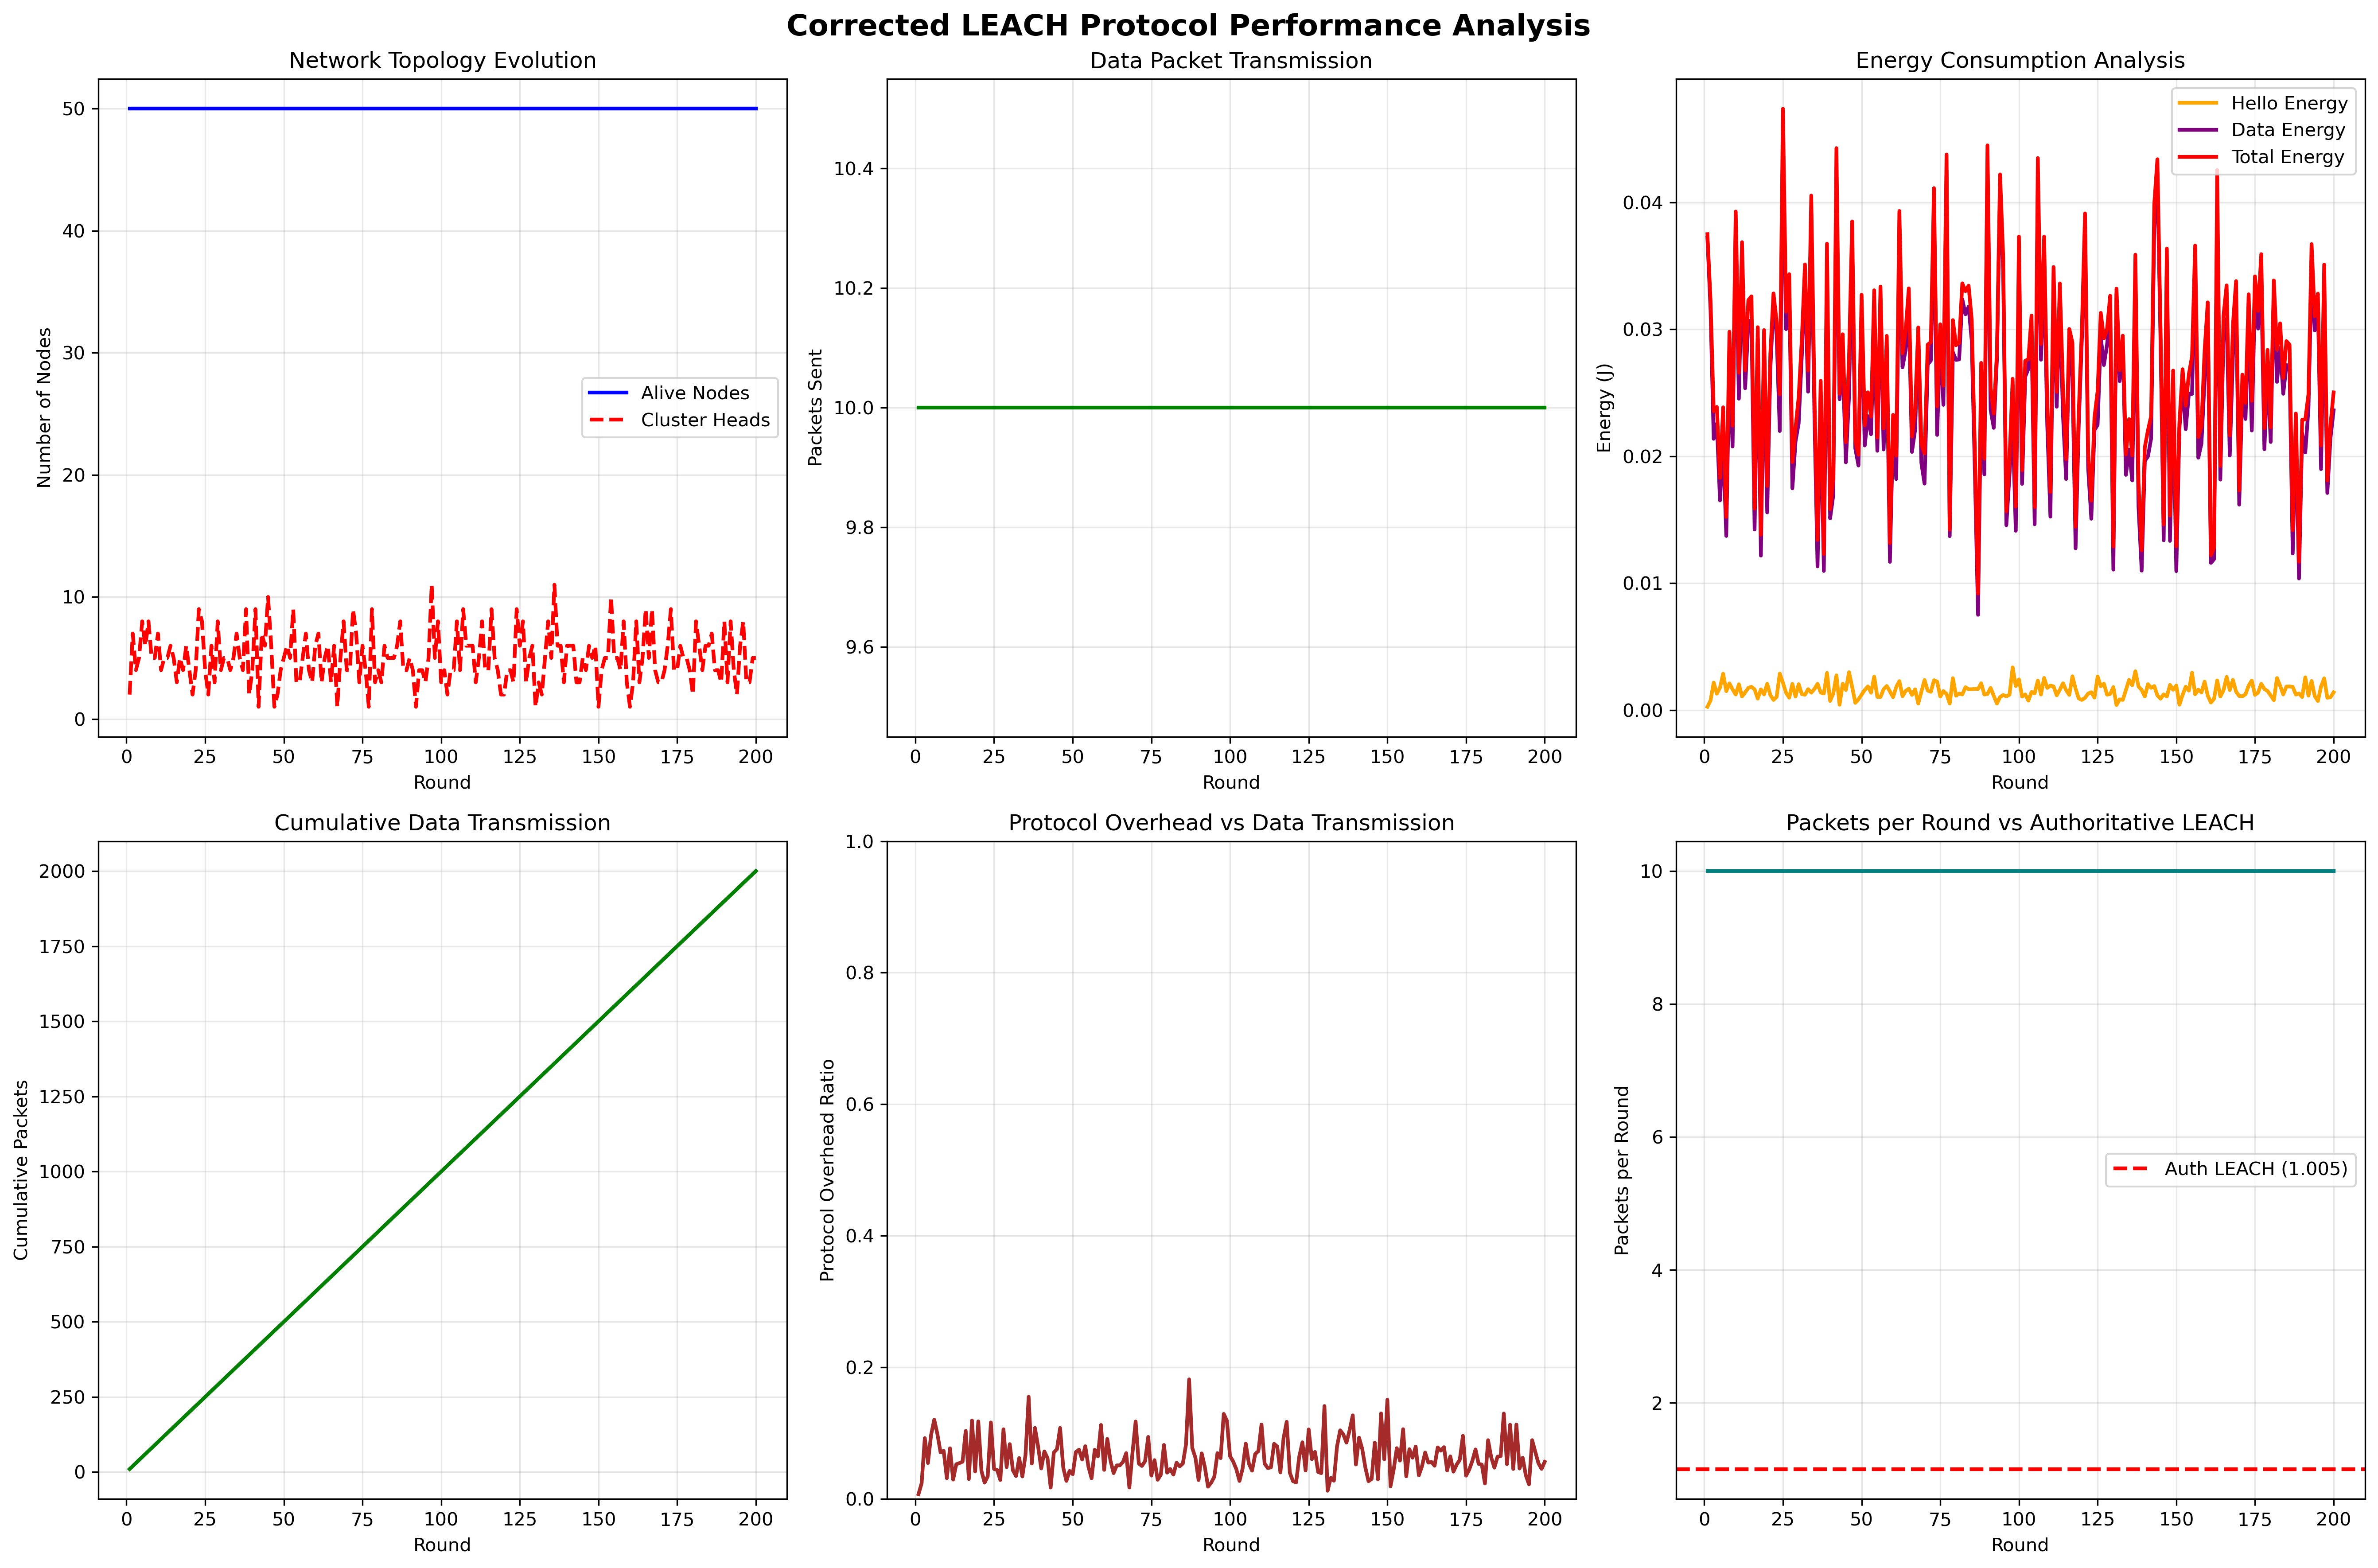 Corrected LEACH Protocol Performance Analysis
Network Topology Evolution
Number of Nodes
50
40
30
20
10
0
Alive Nodes
Cluster Heads
0 25 50 75 100 125 150 175 200
Round
Data Packet Transmission
Packets Sent
10.4
10.2
10.0
9.8
9.6
0 25 50 75 100 125 150 175 200
Round
Energy Consumption Analysis
Energy (J)
0.04
0.03
0.02
0.01
0.00
Hello Energy
Data Energy
Total Energy
0 25 50 75 100 125 150 175 200
Round
Cumulative Data Transmission
Cumulative Packets
2000
1750
1500
1250
1000
750
500
250
0
0 25 50 75 100 125 150 175 200
Round
Protocol Overhead vs Data Transmission
Protocol Overhead Ratio
1.0
0.8
0.6
0.4
0.2
0.0
0 25 50 75 100 125 150 175 200
Round
Packets per Round vs Authoritative LEACH
Packets per Round
10
8
6
4
2
Auth LEACH (1.005)
0 25 50 75 100 125 150 175 200
Round